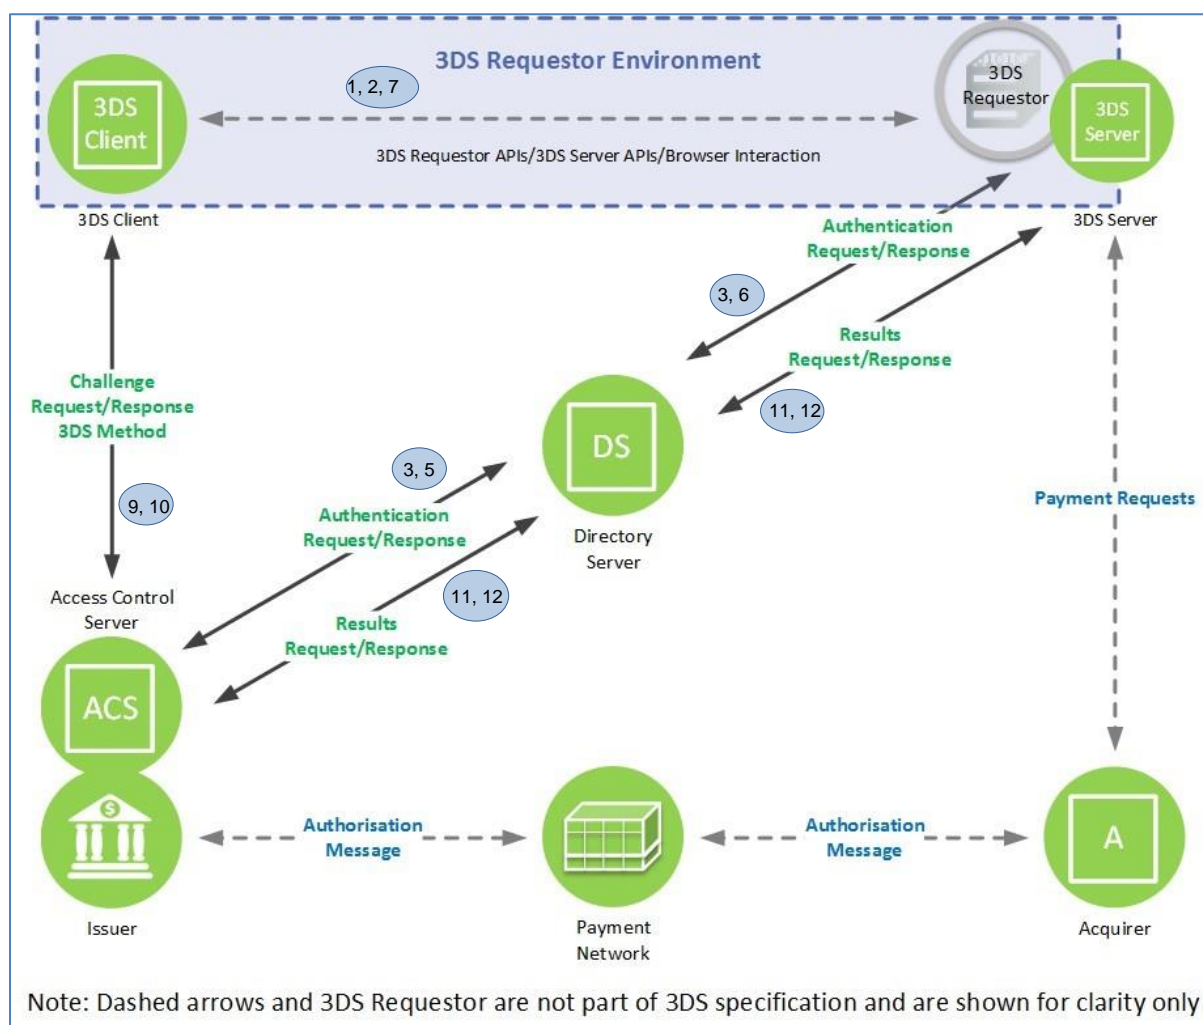 3DS Requestor Environment
3DS
Client
1, 2, 7
3DS
Requestor
3DS
Server
3DS Requestor APIs/3DS Server APIs/Browser Interaction
3DS Client
3DS Server
Authentication
Request/Response
3, 6
Results
Request/Response
11, 12
Challenge
Request/Response
3DS Method
9, 10
DS
Directory
Server
3, 5
Authentication
Request/Response
11, 12
Results
Request/Response
Payment Requests
Access Control
Server
ACS
Issuer
Authorisation
Message
Payment
Network
Authorisation
Message
A
Acquirer
Note: Dashed arrows and 3DS Requestor are not part of 3DS specification and are shown for clarity only